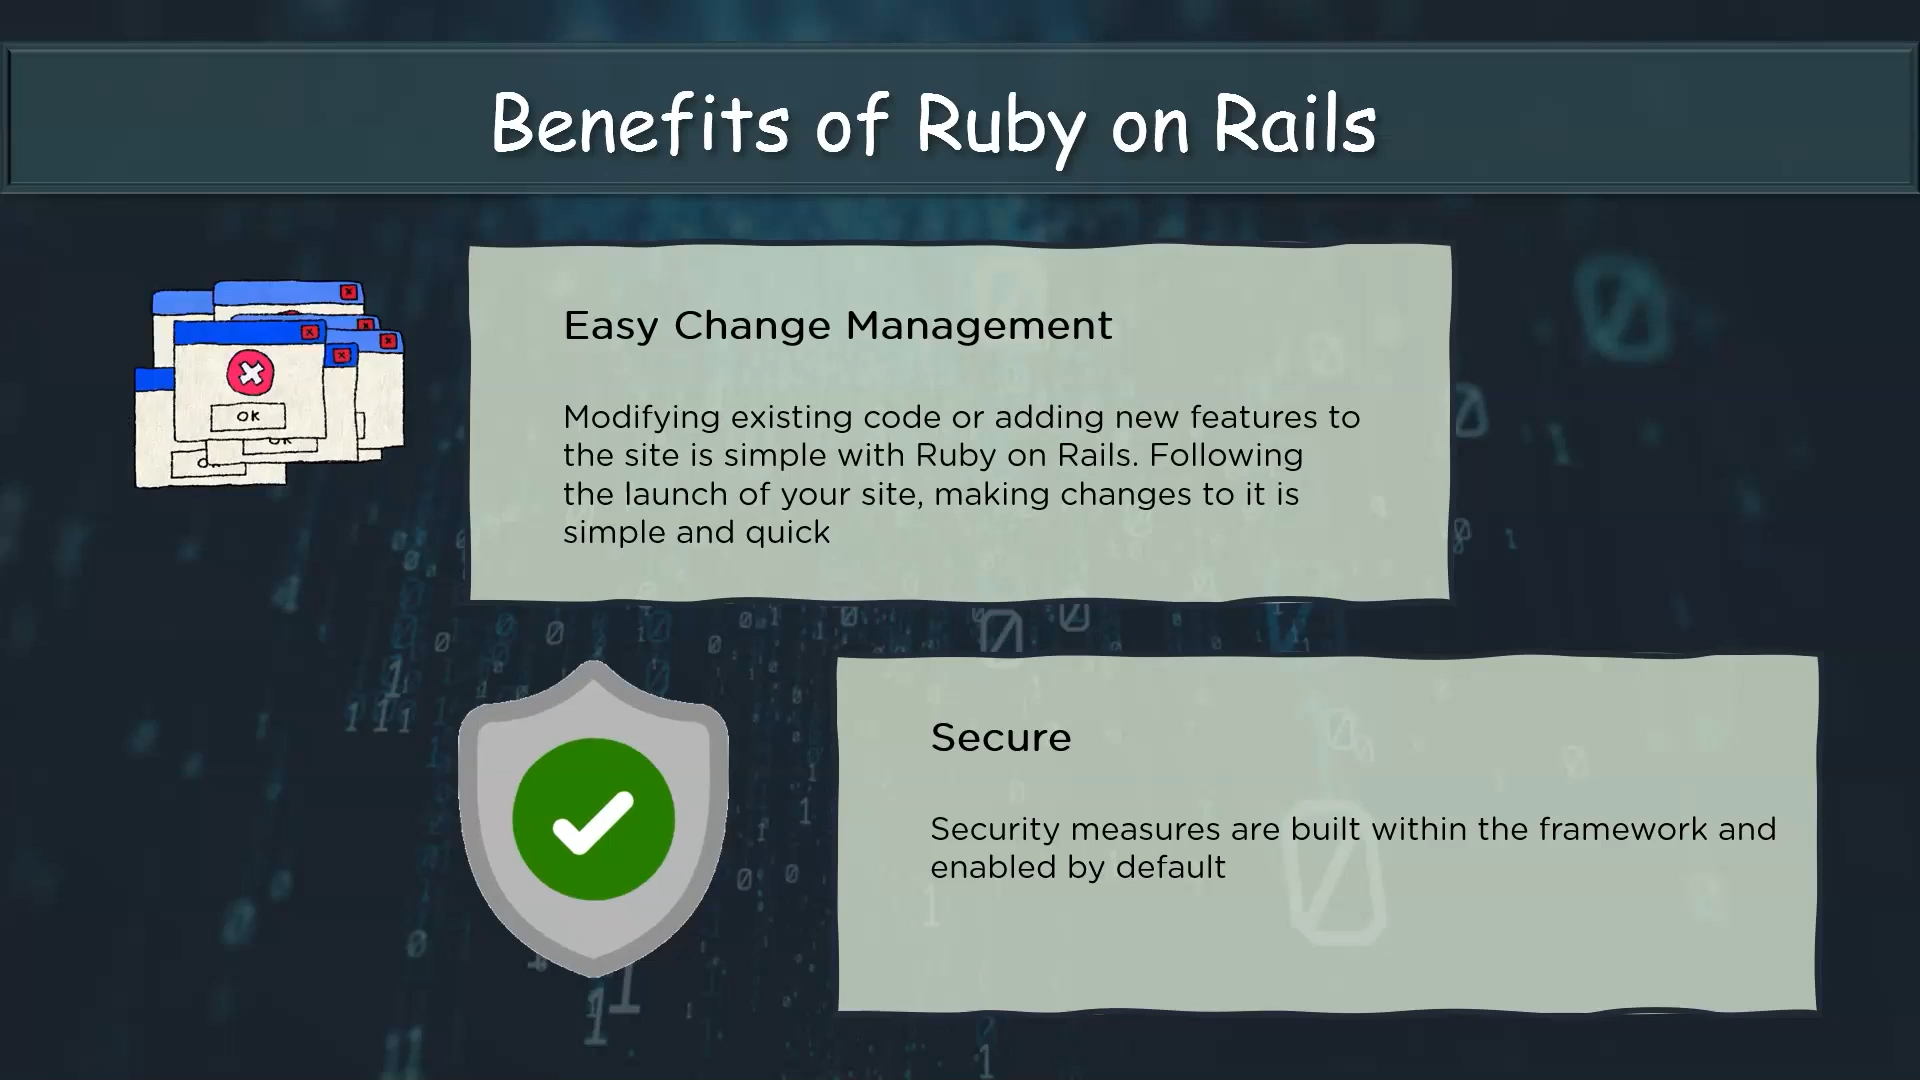 Benefits of Ruby on Rails
OK
Easy Change Management
Modifying existing code or adding new features to
the site is simple with Ruby on Rails. Following
the launch of your site, making changes to it is
simple and quick
Secure
Security measures are built within the framework and
enabled by default